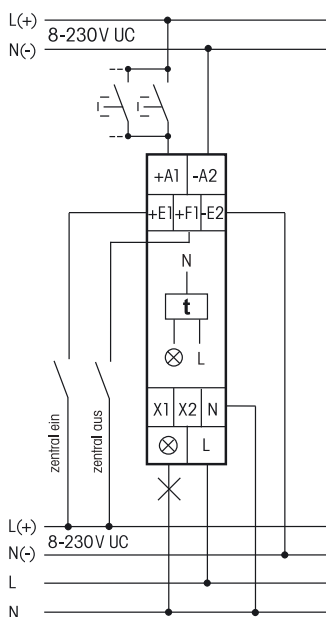 L(+)
8-230V UC
N(-)
+A1 -A2
+E1 +F1 -E2
N
t
L
zentral ein
zentral aus
X1 X2 N
L
L(+)
8-230V UC
N(-)
L
N